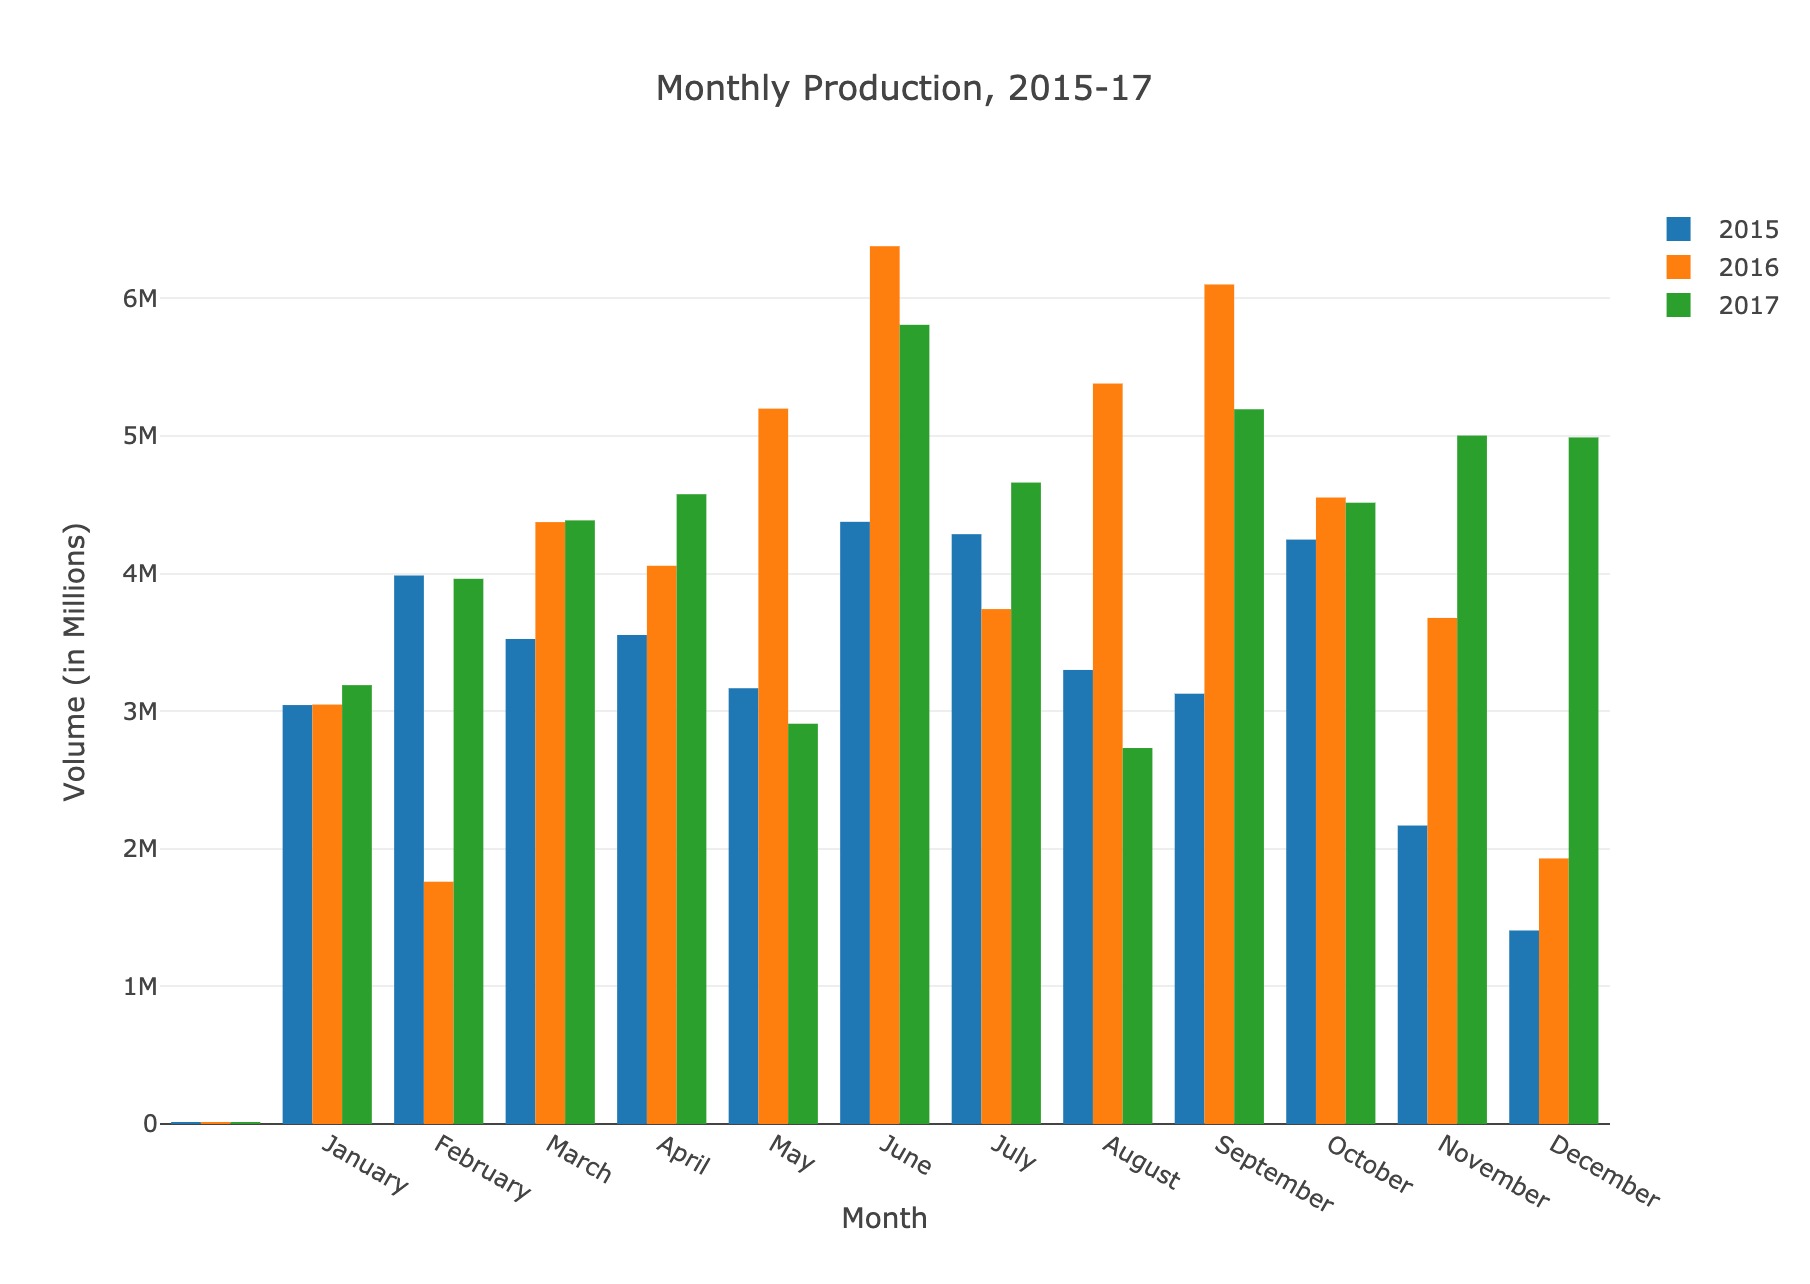 Monthly Production, 2015-17
2015
2016
2017
6M
5M
4M
3M
2M
1M
0
Volume (in Millions)
January
February
March
April
May
June
July
August
September
October
November
December
Month